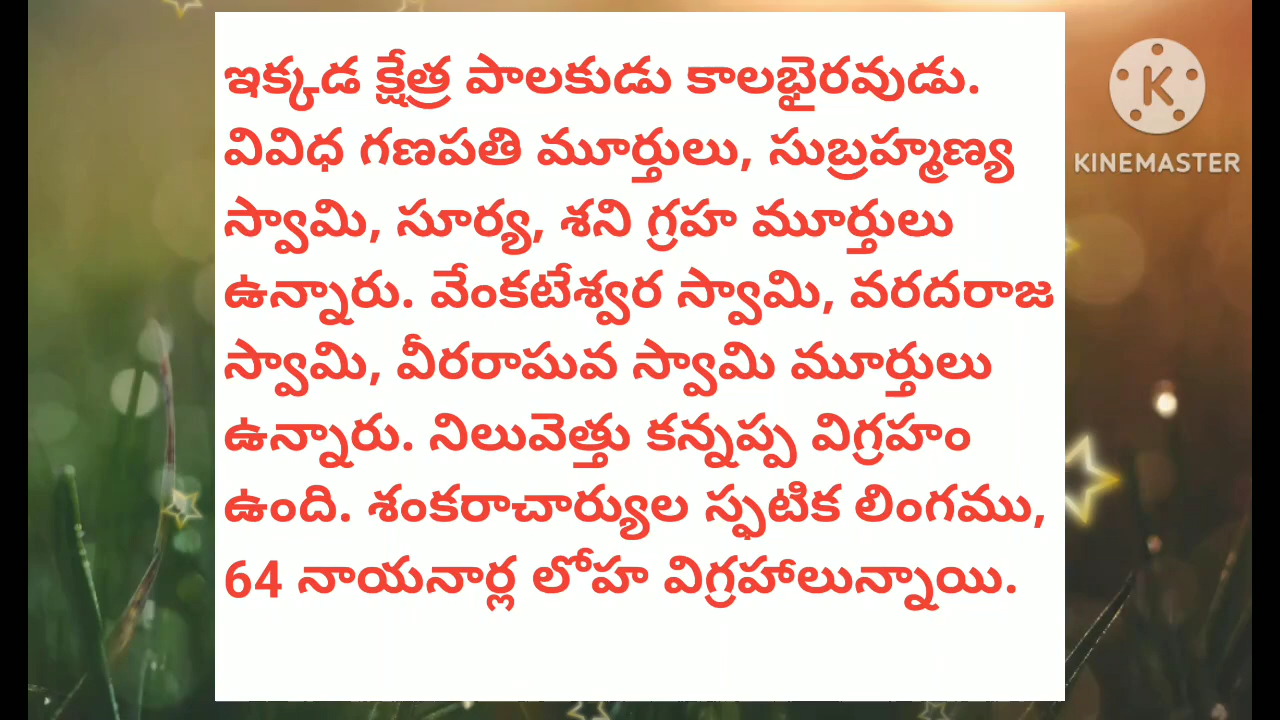 ఇక్కడ క్షేత్ర పాలకుడు కాలభైరవుడు.
వివిధ గణపతి మూర్తులు, సుబ్రహ్మణ్య
స్వామి, సూర్య, శని గ్రహ మూర్తులు
ఉన్నారు. వేంకటేశ్వర స్వామి, వరదరాజ
స్వామి, వీరరాఘవ స్వామి మూర్తులు
ఉన్నారు. నిలువెత్తు కన్నప్ప విగ్రహం
ఉంది. శంకరాచార్యుల స్ఫటిక లింగము,
64 నాయనార్ల లోహ విగ్రహాలున్నాయి.
K
KINEMASTER